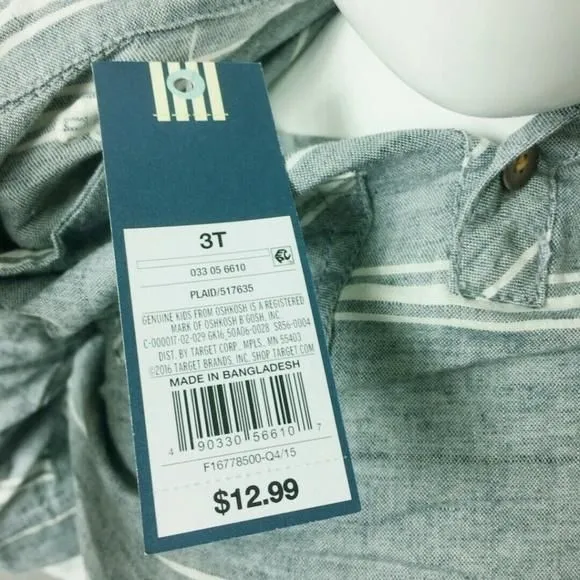 3T
033 05 6610
PLAID/517635
GENUINE KIDS FROM OSHKOSH IS A REGISTERED
MARK OF OSHKOSH B'GOSH, INC.
C-000017-02-029 GK16 50A06-0028 S856-0004
DIST. BY TARGET CORP., MPLS, MN 55403
©2016 TARGET BRANDS, INC. SHOP TARGET.COM
MADE IN BANGLADESH
4 90330 56610 7
F16778500-Q4/15
$12.99